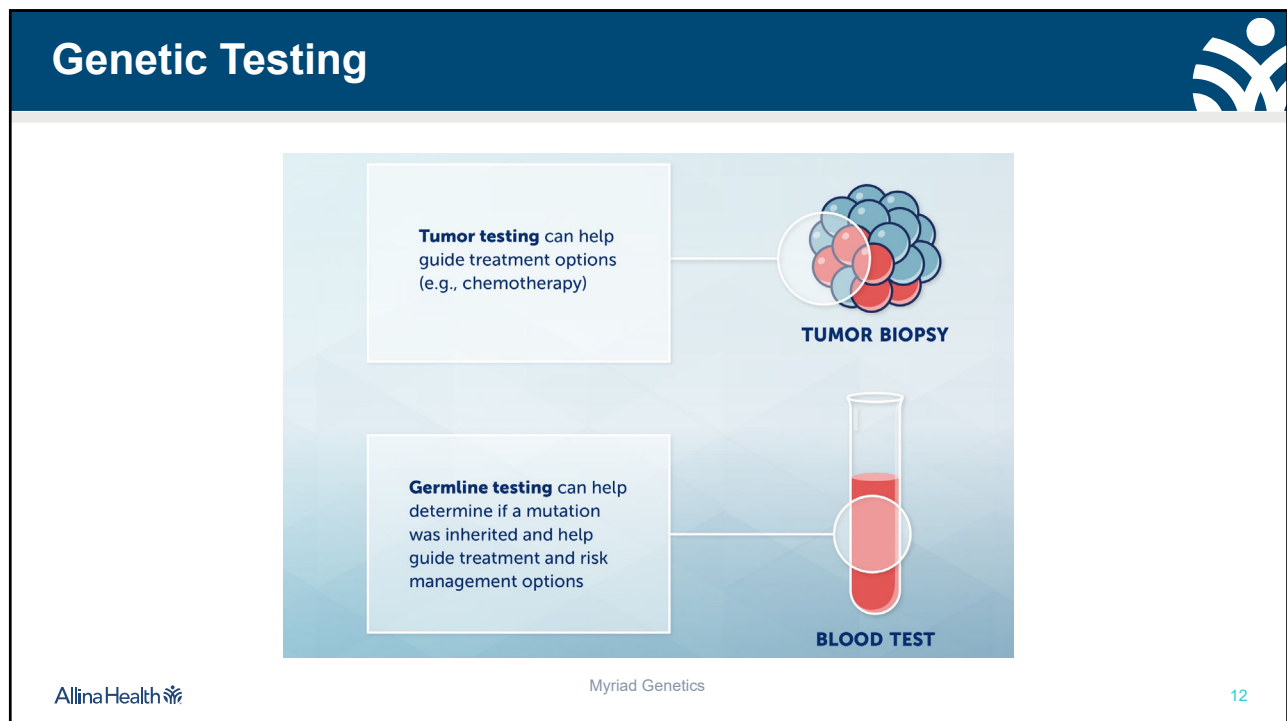 Genetic Testing
Tumor testing can help
guide treatment options
(e.g., chemotherapy)
TUMOR BIOPSY
Germline testing can help
determine if a mutation
was inherited and help
guide treatment and risk
management options
BLOOD TEST
Allina Health
Myriad Genetics
12